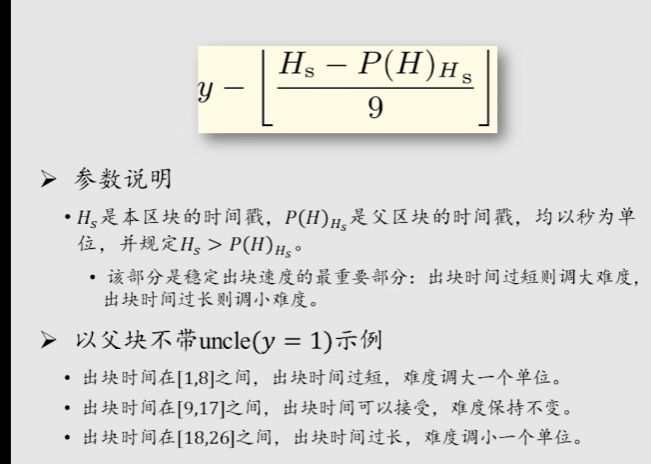 y − ⌊(H_s − P(H)_{H_s}) / 9⌋
➢ 参数说明
• H_s是本区块的时间戳，P(H)_{H_s}是父区块的时间戳，均以秒为单
位，并规定H_s > P(H)_{H_s}。
• 该部分是稳定出块速度的最重要部分：出块时间过短则调大难度，
出块时间过长则调小难度。
➢ 以父块不带uncle(y = 1)示例
• 出块时间在[1,8]之间，出块时间过短，难度调大一个单位。
• 出块时间在[9,17]之间，出块时间可以接受，难度保持不变。
• 出块时间在[18,26]之间，出块时间过长，难度调小一个单位。